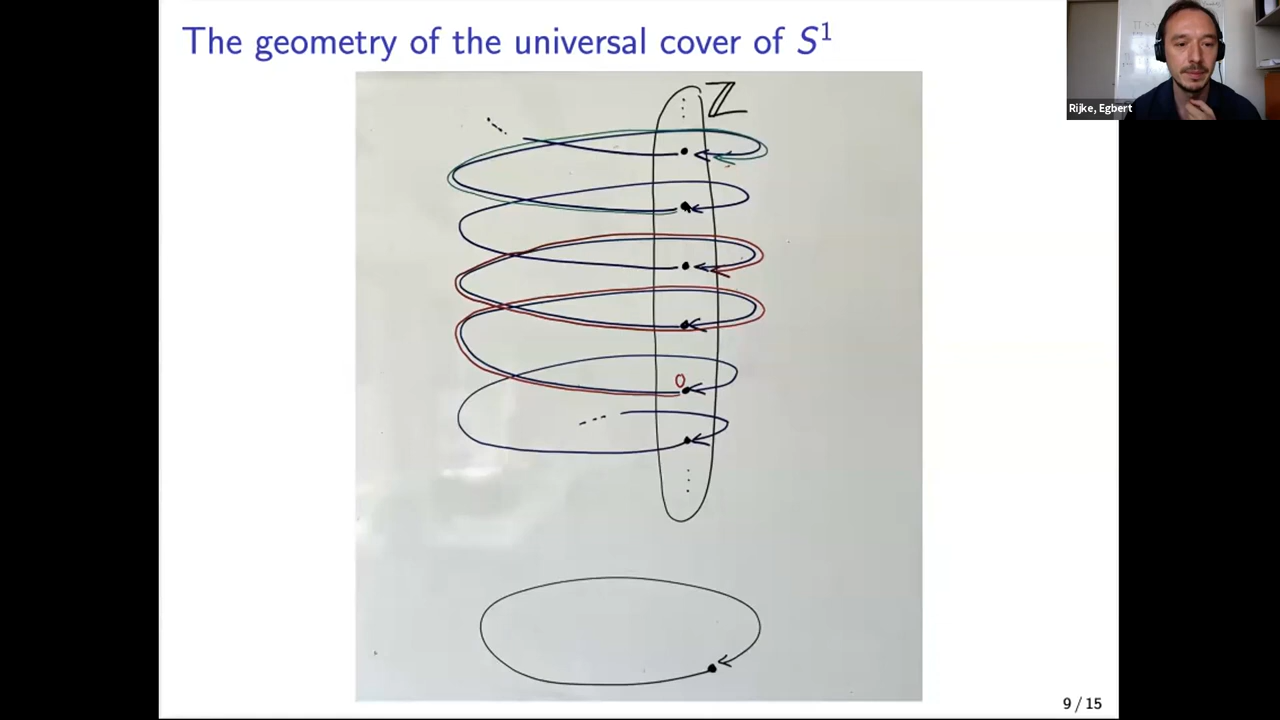 The geometry of the universal cover of S¹
ℤ
0
Rijke, Egbert
9 / 15